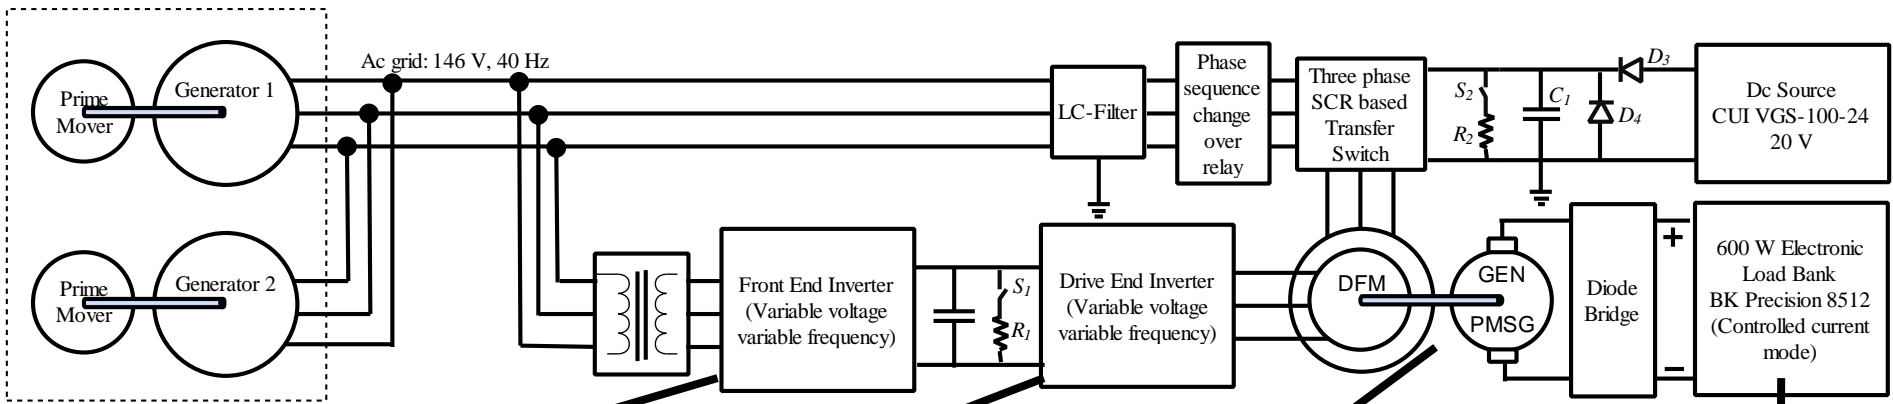 Ac grid: 146 V, 40 Hz
Prime
Mover
Generator 1
LC-Filter
Phase
sequence
change
over
relay
Three phase
SCR based
Transfer
Switch
S2
R2
C1
D3
D4
Dc Source
CUI VGS-100-24
20 V
Prime
Mover
Generator 2
Front End Inverter
(Variable voltage
variable frequency)
S1
R1
Drive End Inverter
(Variable voltage
variable frequency)
DFM
GEN
PMSG
Diode
Bridge
+
−
600 W Electronic
Load Bank
BK Precision 8512
(Controlled current
mode)